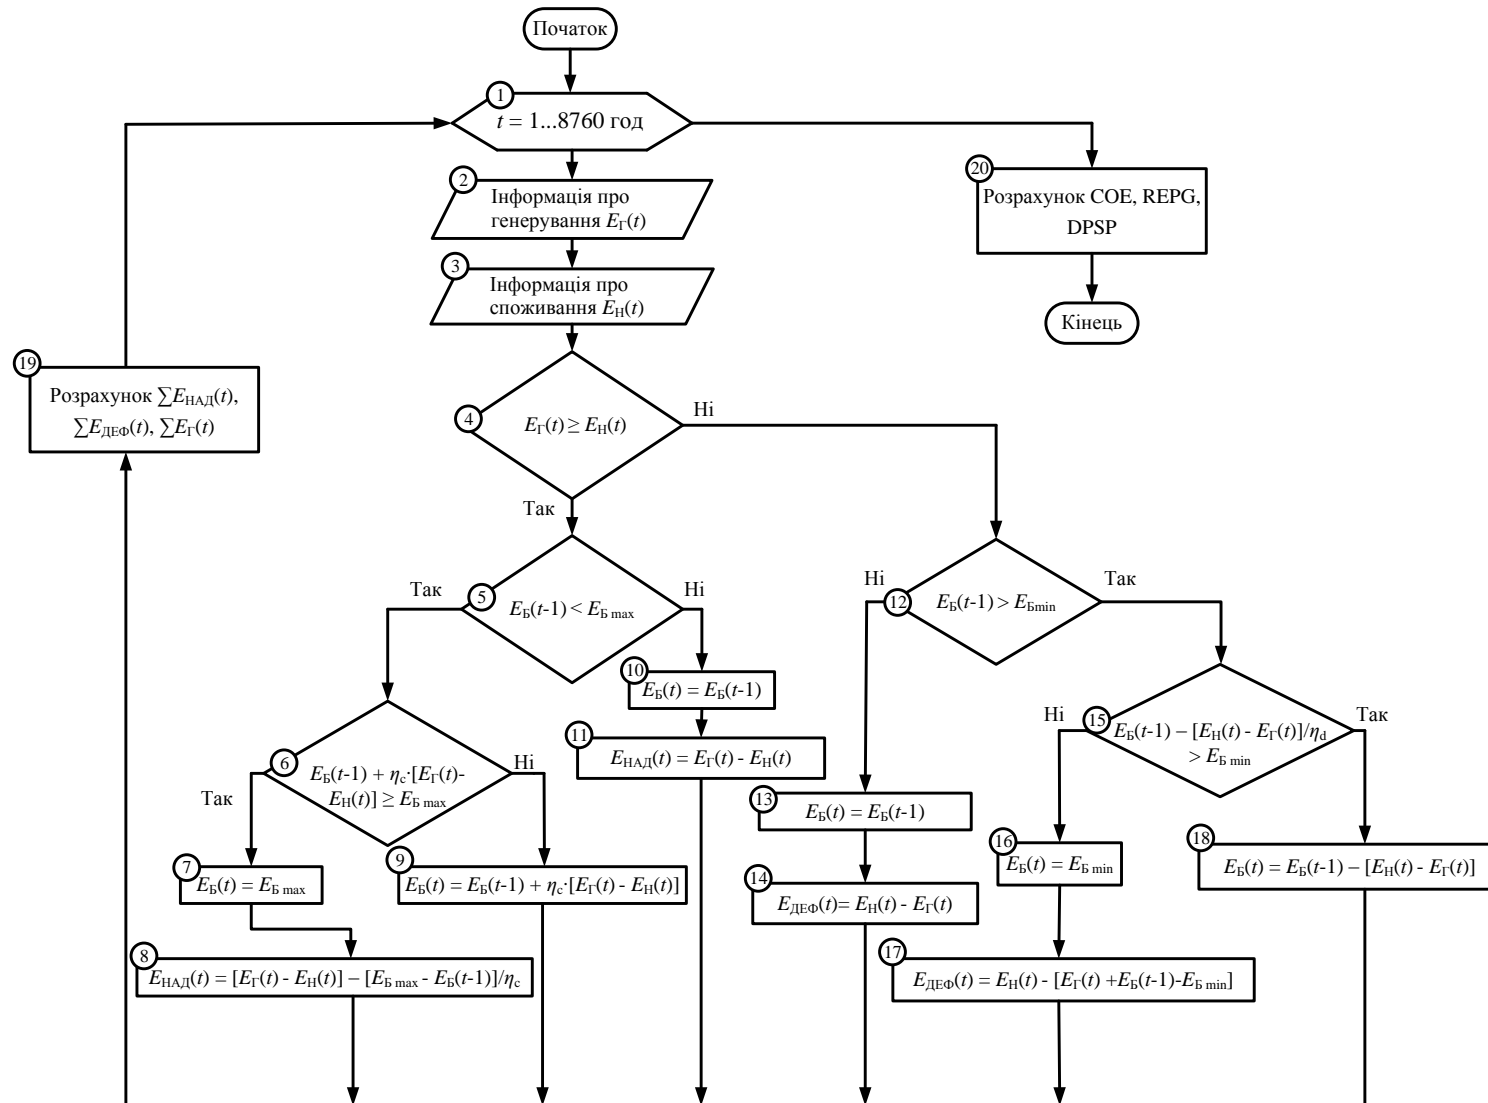 Початок
1
t = 1...8760 год
2
Інформація про
генерування EГ(t)
3
Інформація про
споживання EН(t)
20
Розрахунок COE, REPG,
DPSP
Кінець
19
Розрахунок ∑EНАД(t),
∑EДЕФ(t), ∑EГ(t)
4
EГ(t) ≥ EН(t)
Ні
Так
5
EБ(t-1) < EБ max
Так
Ні
12
EБ(t-1) > EБmin
Ні
Так
10
EБ(t) = EБ(t-1)
11
EНАД(t) = EГ(t) - EН(t)
6
EБ(t-1) + ηc·[EГ(t)-
EН(t)] ≥ EБ max
Так
Ні
15
EБ(t-1) – [EН(t) - EГ(t)]/ηd
> EБ min
Ні
Так
13
EБ(t) = EБ(t-1)
14
EДЕФ(t)= EН(t) - EГ(t)
7
EБ(t) = EБ max
9
EБ(t) = EБ(t-1) + ηc·[EГ(t) - EН(t)]
16
EБ(t) = EБ min
18
EБ(t) = EБ(t-1) – [EН(t) - EГ(t)]
8
EНАД(t) = [EГ(t) - EН(t)] – [EБ max - EБ(t-1)]/ηc
17
EДЕФ(t) = EН(t) - [EГ(t) +EБ(t-1)-EБ min]